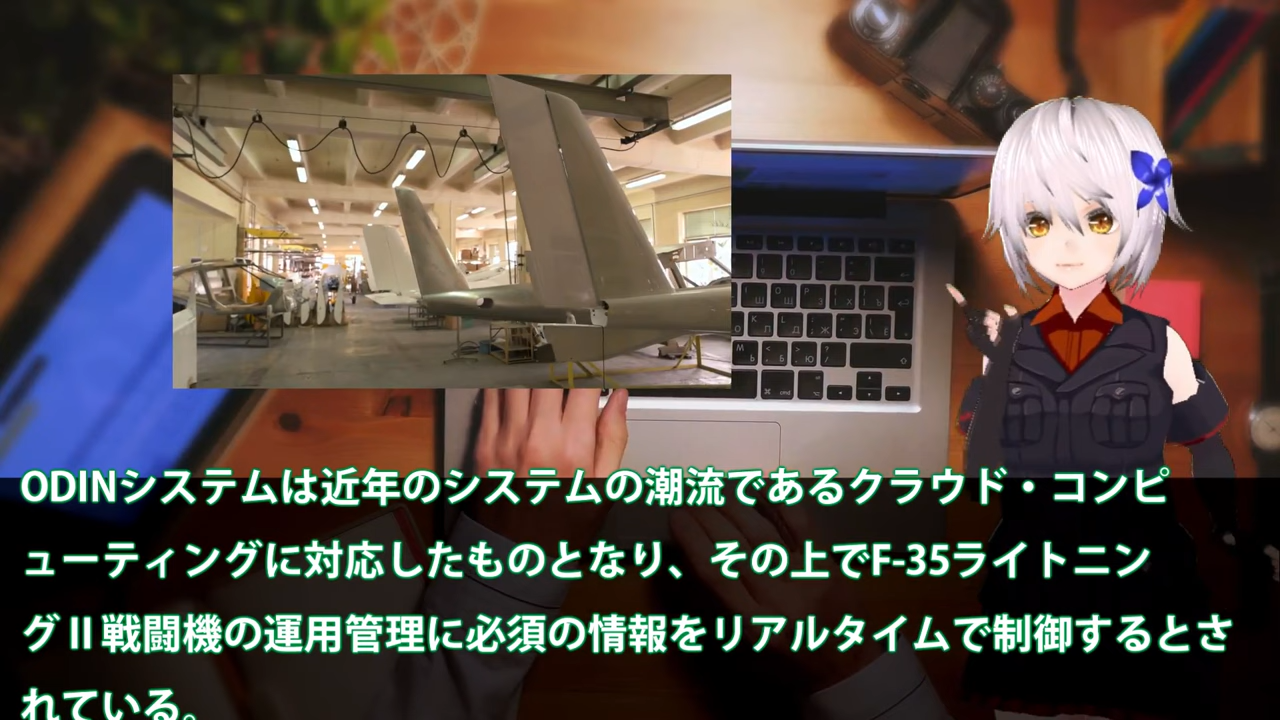 ODINシステムは近年のシステムの潮流であるクラウド・コンピ
ューティングに対応したものとなり、その上でF-35ライトニン
グⅡ戦闘機の運用管理に必須の情報をリアルタイムで制御するとさ
れている。